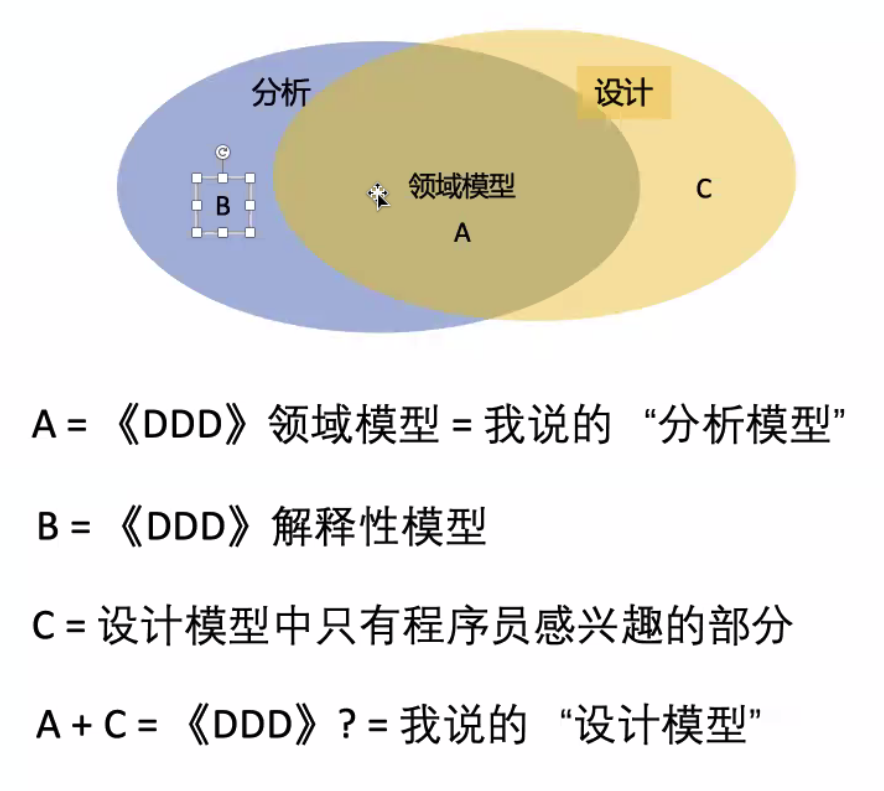 分析
设计
B
领域模型
A
C
A = 《DDD》领域模型 = 我说的 “分析模型”
B = 《DDD》解释性模型
C = 设计模型中只有程序员感兴趣的部分
A + C = 《DDD》? = 我说的 “设计模型”